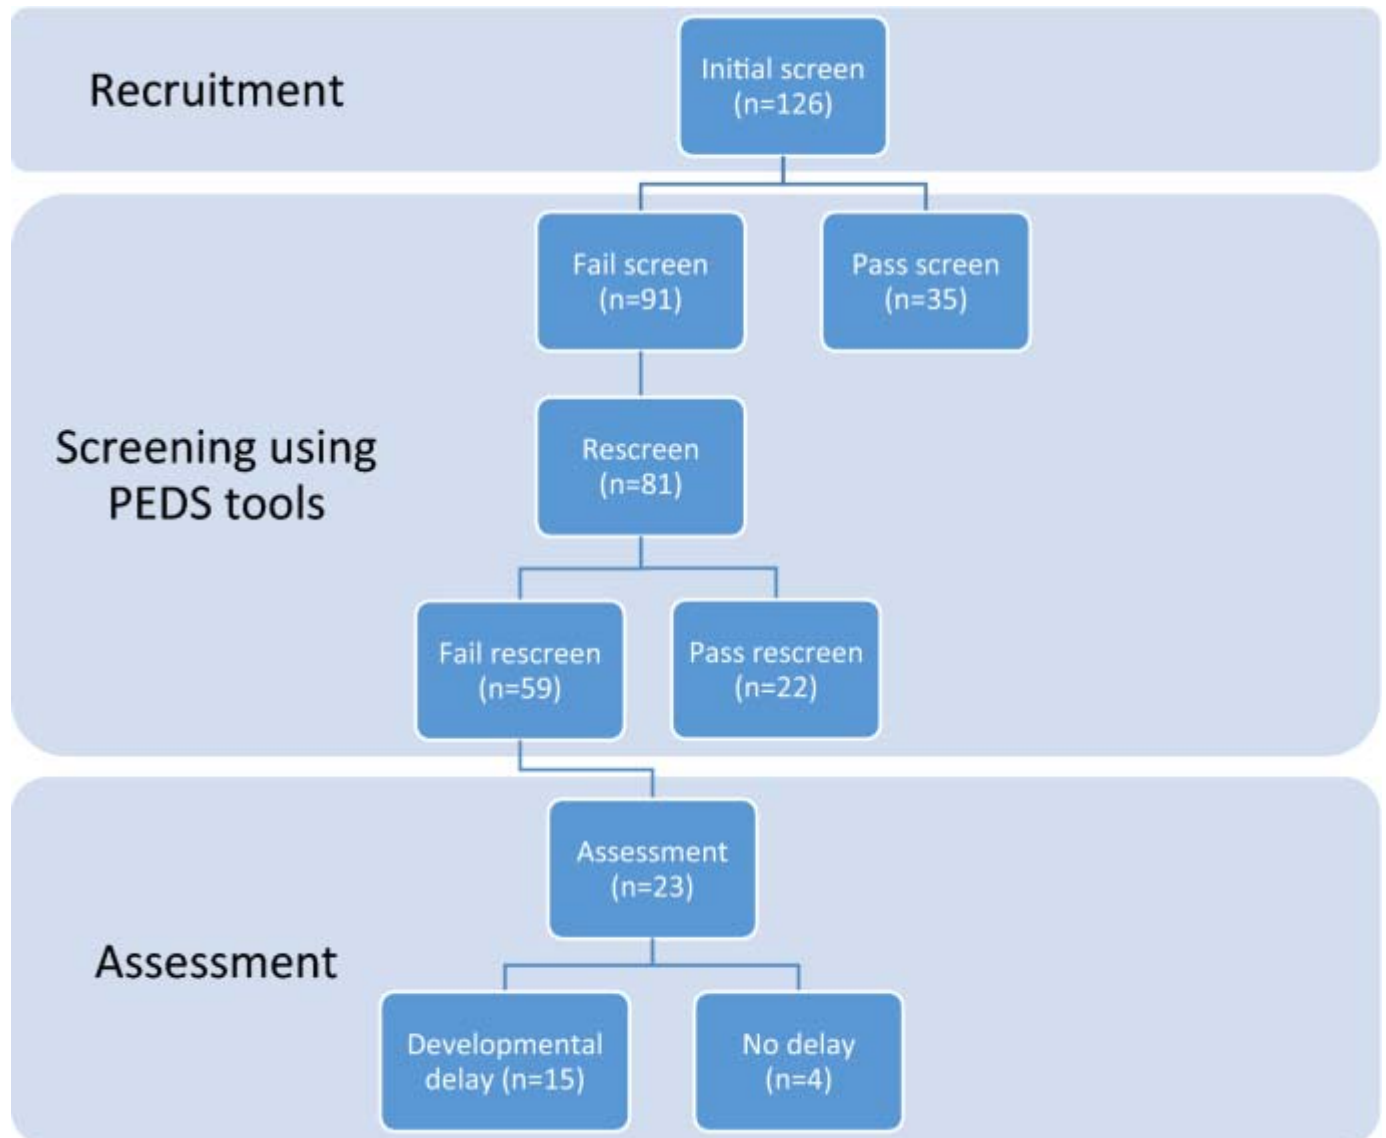 Recruitment
Initial screen
(n=126)
Fail screen
(n=91)
Pass screen
(n=35)
Screening using
PEDS tools
Rescreen
(n=81)
Fail rescreen
(n=59)
Pass rescreen
(n=22)
Assessment
Assessment
(n=23)
Developmental
delay (n=15)
No delay
(n=4)